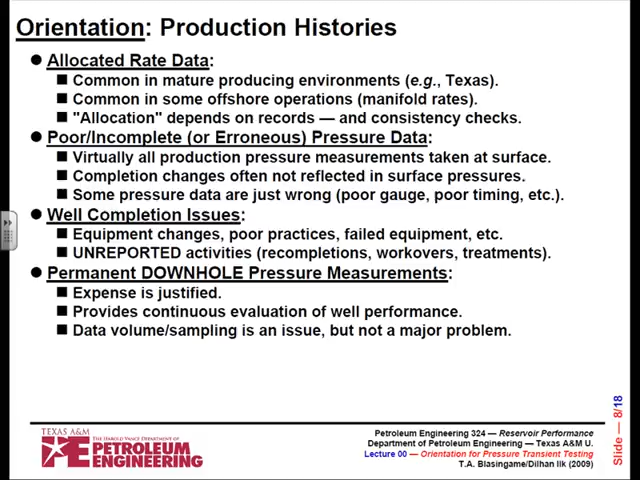 Orientation: Production Histories
● Allocated Rate Data:
■ Common in mature producing environments (e.g., Texas).
■ Common in some offshore operations (manifold rates).
■ "Allocation" depends on records — and consistency checks.
● Poor/Incomplete (or Erroneous) Pressure Data:
■ Virtually all production pressure measurements taken at surface.
■ Completion changes often not reflected in surface pressures.
■ Some pressure data are just wrong (poor gauge, poor timing, etc.).
● Well Completion Issues:
■ Equipment changes, poor practices, failed equipment, etc.
■ UNREPORTED activities (recompletions, workovers, treatments).
● Permanent DOWNHOLE Pressure Measurements:
■ Expense is justified.
■ Provides continuous evaluation of well performance.
■ Data volume/sampling is an issue, but not a major problem.
TEXAS A&M
THE HAROLD VANCE DEPARTMENT OF
PETROLEUM
ENGINEERING
Petroleum Engineering 324 — Reservoir Performance
Department of Petroleum Engineering — Texas A&M U.
Lecture 00 — Orientation for Pressure Transient Testing
T.A. Blasingame/Dilhan Ilk (2009)
Slide — 8/18